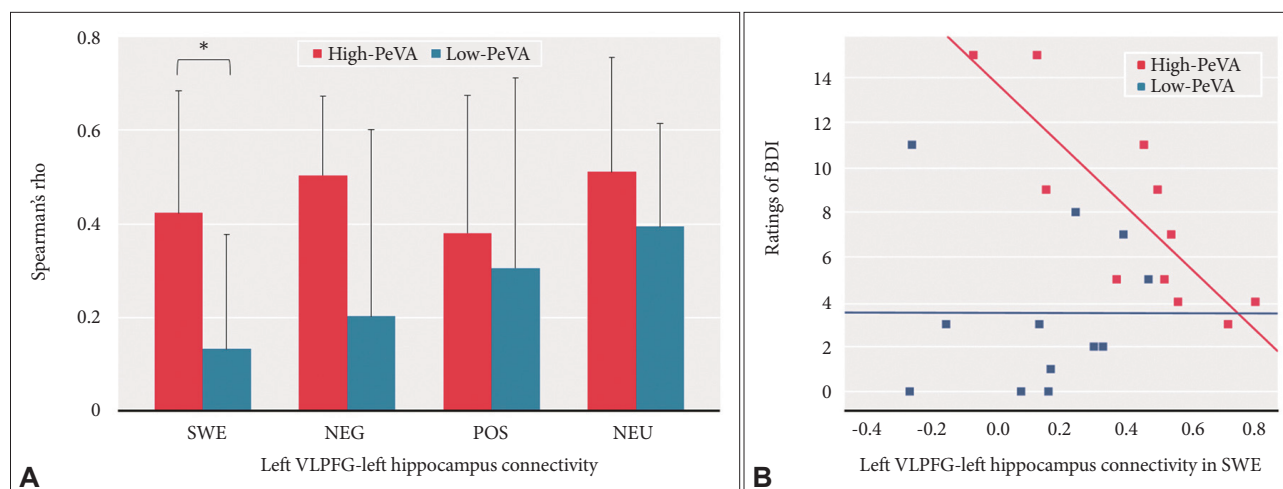 0.8
0.6
0.4
0.2
0
Spearman's rho
High-PeVA
Low-PeVA
*
SWE
NEG
POS
NEU
Left VLPFG-left hippocampus connectivity
A
14
12
10
8
6
4
2
0
Ratings of BDI
High-PeVA
Low-PeVA
-0.4
-0.2
0.0
0.2
0.4
0.6
0.8
Left VLPFG-left hippocampus connectivity in SWE
B